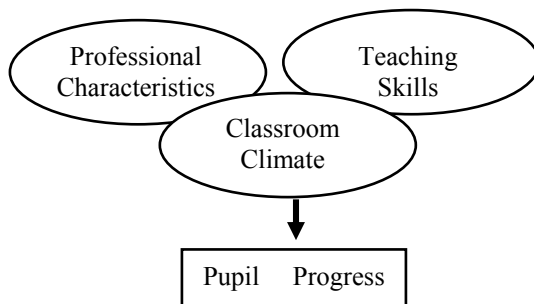 Professional
Characteristics
Teaching
Skills
Classroom
Climate
Pupil Progress